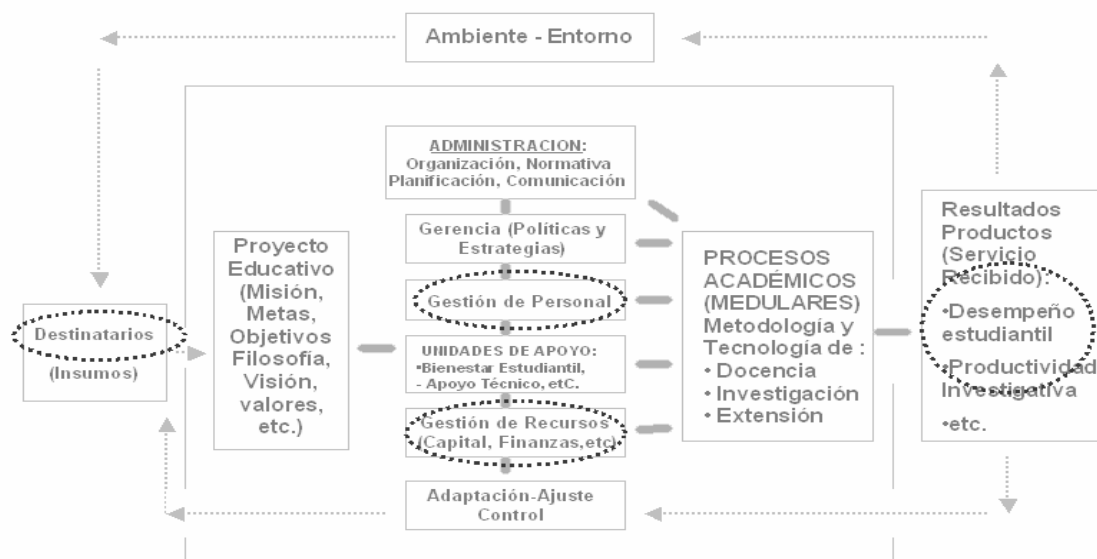 Ambiente - Entorno
ADMINISTRACION:
Organización, Normativa
Planificación, Comunicación
Gerencia (Políticas y
Estrategias)
Gestión de Personal
UNIDADES DE APOYO:
•Bienestar Estudiantil,
- Apoyo Técnico, etC.
Gestión de Recursos
(Capital, Finanzas,etc)
Adaptación-Ajuste
Control
Destinatarios
(Insumos)
Proyecto
Educativo
(Misión,
Metas,
Objetivos
Filosofía,
Visión,
valores,
etc.)
PROCESOS
ACADÉMICOS
(MEDULARES)
Metodología y
Tecnología de :
• Docencia
• Investigación
• Extensión
Resultados
Productos
(Servicio
Recibido):
•Desempeño
estudiantil
•Productividad
Investigativa
•etc.